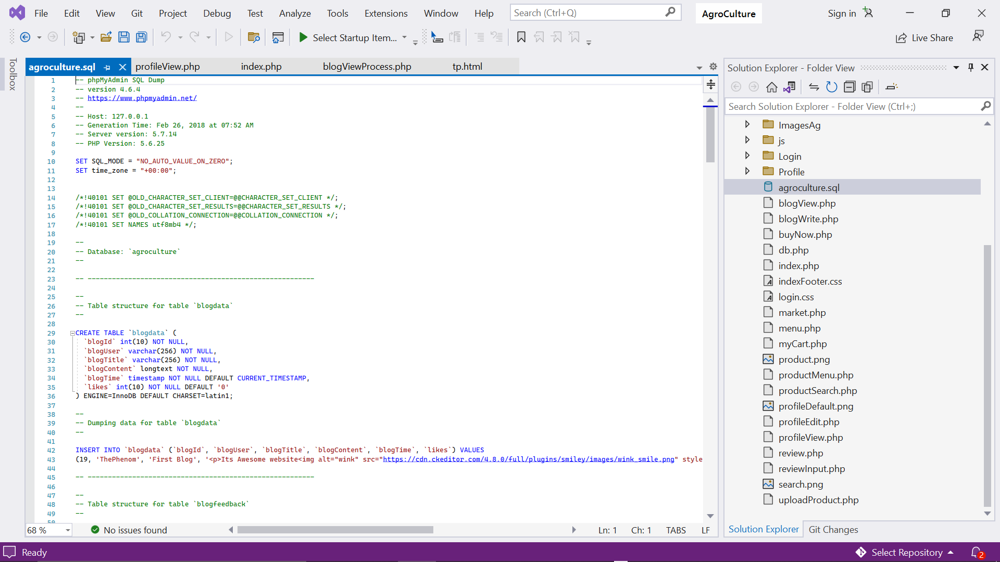 File Edit View Git Project Debug Test Analyze Tools Extensions Window Help Search (Ctrl+Q) AgroCulture Sign in
Select Startup Item... Live Share
Toolbox
agroculture.sql profileView.php index.php blogViewProcess.php tp.html
1 -- phpMyAdmin SQL Dump
2 -- version 4.6.4
3 -- https://www.phpmyadmin.net/
4 --
5 -- Host: 127.0.0.1
6 -- Generation Time: Feb 26, 2018 at 07:52 AM
7 -- Server version: 5.7.14
8 -- PHP Version: 5.6.25
9
10 SET SQL_MODE = "NO_AUTO_VALUE_ON_ZERO";
11 SET time_zone = "+00:00";
12
13
14 /*!40101 SET @OLD_CHARACTER_SET_CLIENT=@@CHARACTER_SET_CLIENT */;
15 /*!40101 SET @OLD_CHARACTER_SET_RESULTS=@@CHARACTER_SET_RESULTS */;
16 /*!40101 SET @OLD_COLLATION_CONNECTION=@@COLLATION_CONNECTION */;
17 /*!40101 SET NAMES utf8mb4 */;
18
19 --
20 -- Database: `agroculture`
21 --
22
23 -- --------------------------------------------------------
24
25 --
26 -- Table structure for table `blogdata`
27 --
28
29 CREATE TABLE `blogdata` (
30 `blogId` int(10) NOT NULL,
31 `blogUser` varchar(256) NOT NULL,
32 `blogTitle` varchar(256) NOT NULL,
33 `blogContent` longtext NOT NULL,
34 `blogTime` timestamp NOT NULL DEFAULT CURRENT_TIMESTAMP,
35 `likes` int(10) NOT NULL DEFAULT '0'
36 ) ENGINE=InnoDB DEFAULT CHARSET=latin1;
37
38 --
39 -- Dumping data for table `blogdata`
40 --
41
42 INSERT INTO `blogdata` (`blogId`, `blogUser`, `blogTitle`, `blogContent`, `blogTime`, `likes`) VALUES
43 (19, 'ThePhenom', 'First Blog', '<p>Its Awesome website<img alt="wink" src="https://cdn.ckeditor.com/4.8.0/full/plugins/smiley/images/wink_smile.png" style
44
45 -- --------------------------------------------------------
46
47 --
48 -- Table structure for table `blogfeedback`
49 --
50
68 % No issues found Ln: 1 Ch: 1 TABS LF
Solution Explorer - Folder View
Search Solution Explorer - Folder View (Ctrl+;)
ImagesAg
js
Login
Profile
agroculture.sql
blogView.php
blogWrite.php
buyNow.php
db.php
index.php
indexFooter.css
login.css
market.php
menu.php
myCart.php
product.png
productMenu.php
productSearch.php
profileDefault.png
profileEdit.php
profileView.php
review.php
reviewInput.php
search.png
uploadProduct.php
Solution Explorer Git Changes
Ready Select Repository 2